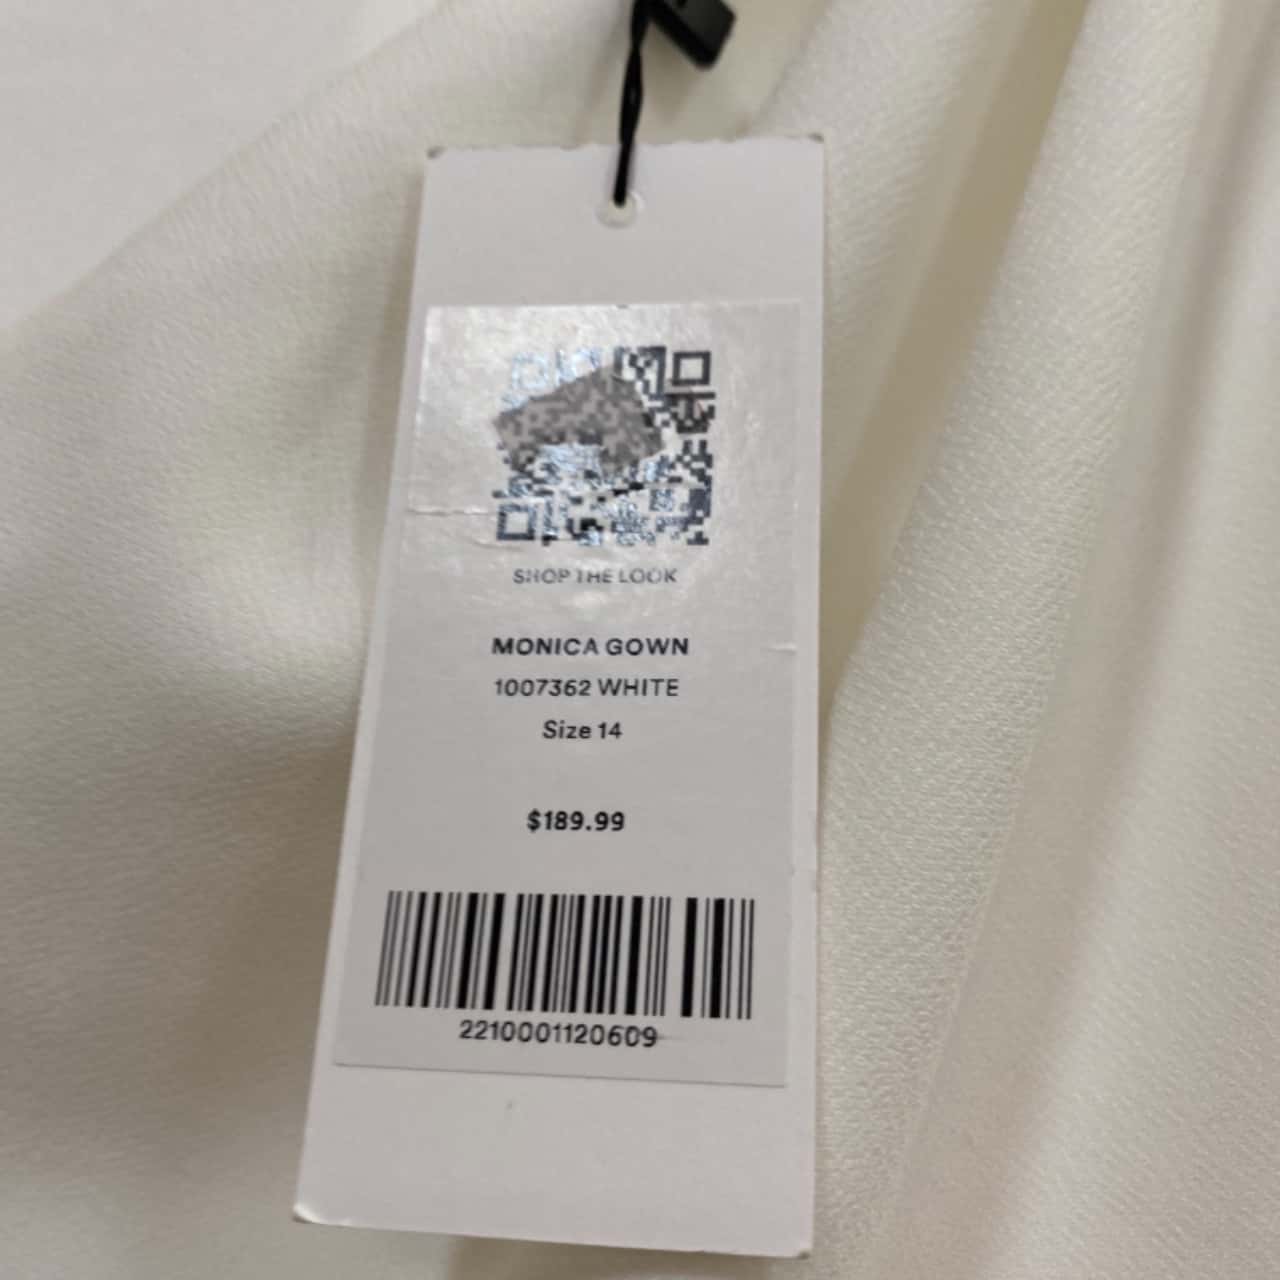 SHOP THE LOOK
MONICA GOWN
1007362 WHITE
Size 14
$189.99
2210001120609